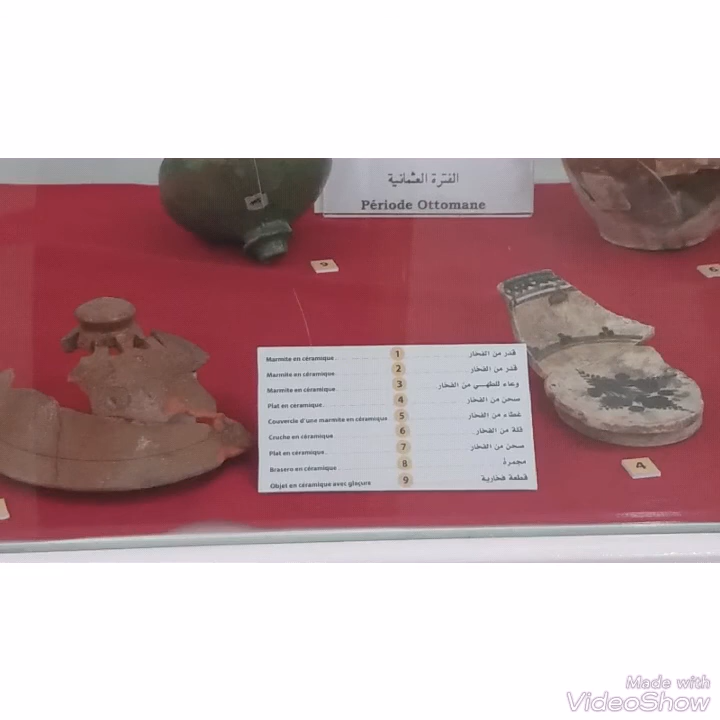 الفترة العثمانية
Période Ottomane
9
6
Marmite en céramique 1 قدر من الفخار
Marmite en céramique 2 قدر من الفخار
Marmite en céramique 3 وعاء للطهي من الفخار
Plat en céramique 4 صحن من الفخار
Couvercle d'une marmite en céramique 5 غطاء من الفخار
Cruche en céramique 6 قلة من الفخار
Plat en céramique 7 صحن من الفخار
Brasero en céramique 8 مجمرة
Objet en céramique avec glaçure 9 قطعة فخارية
4
Made with
VideoShow